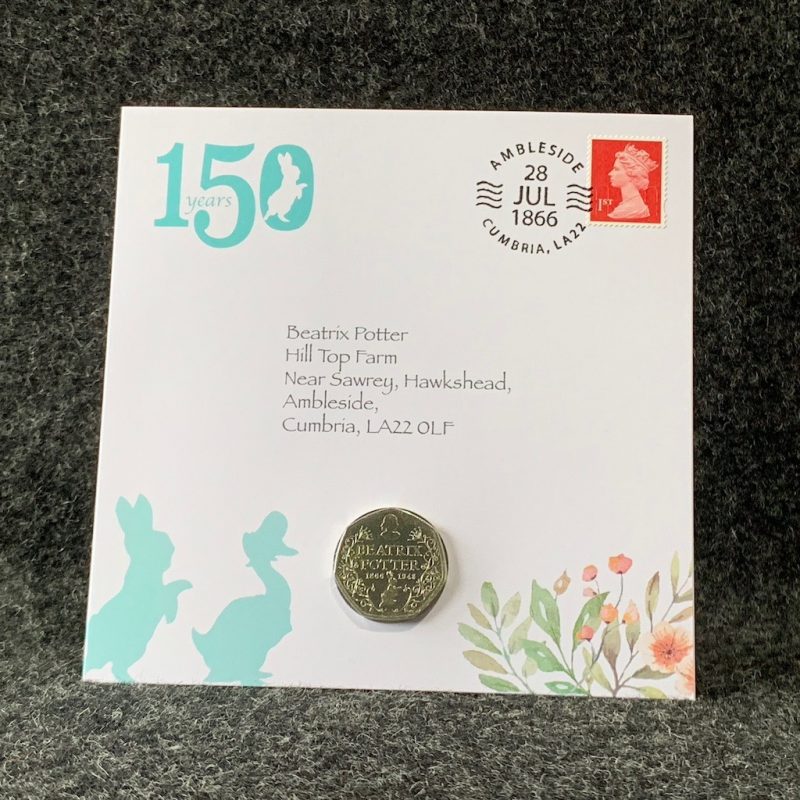 150
years
AMBLESIDE
28
JUL
1866
CUMBRIA, LA22
1ST
Beatrix Potter
Hill Top Farm
Near Sawrey, Hawkshead,
Ambleside,
Cumbria, LA22 0LF
BEATRIX
POTTER
1866 1943